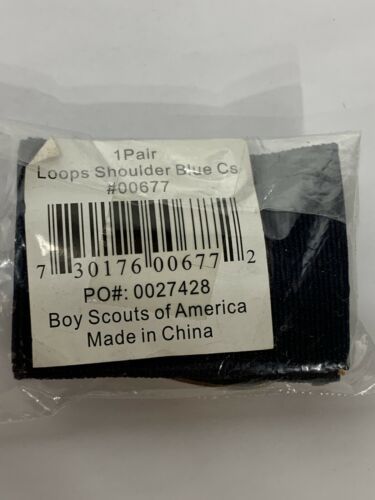 1Pair
Loops Shoulder Blue Cs
#00677
7 30176 00677 2
PO#: 0027428
Boy Scouts of America
Made in China